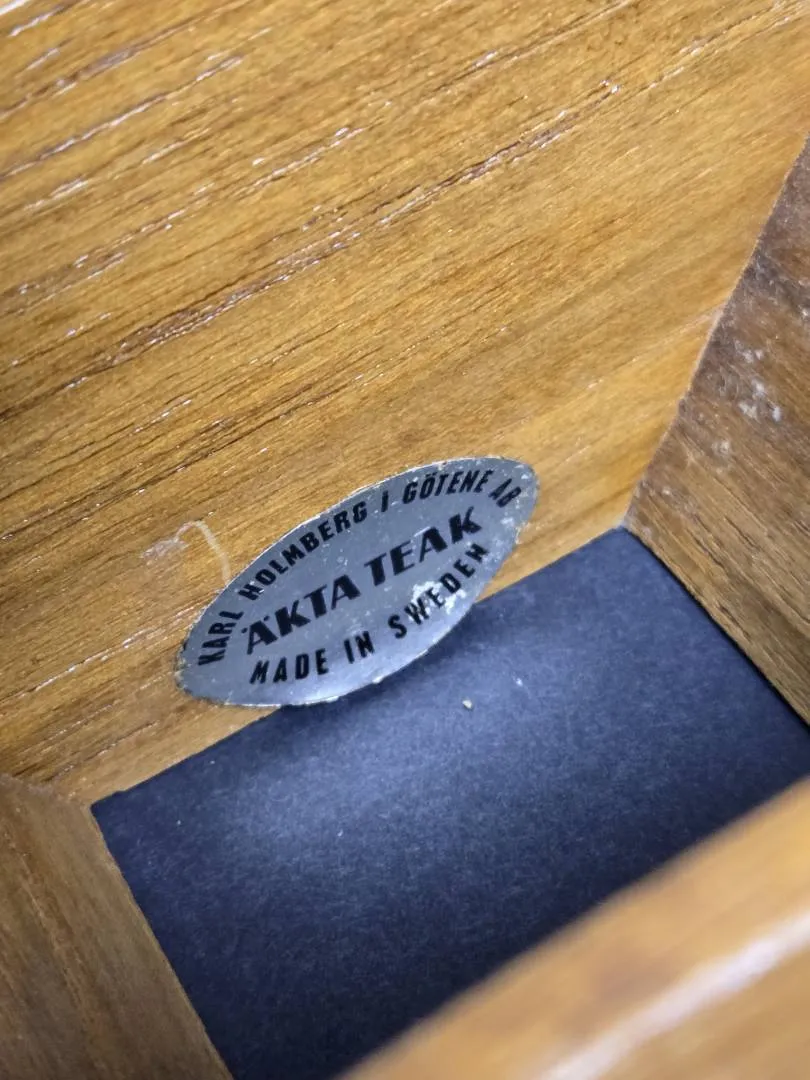 KARL HOLMBERG I GÖTENE AB
ÄKTA TEAK
MADE IN SWEDEN